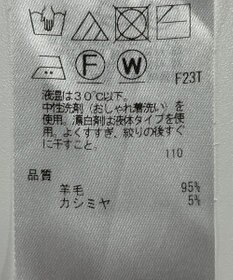 F
W
F23T
液温は30℃以下。
中性洗剤(おしゃれ着洗い)を
使用。漂白剤は液体タイプを使
用。よくすすぎ、絞りの後すぐ
に干す。
110
品質
羊毛 95%
カシミヤ 5%